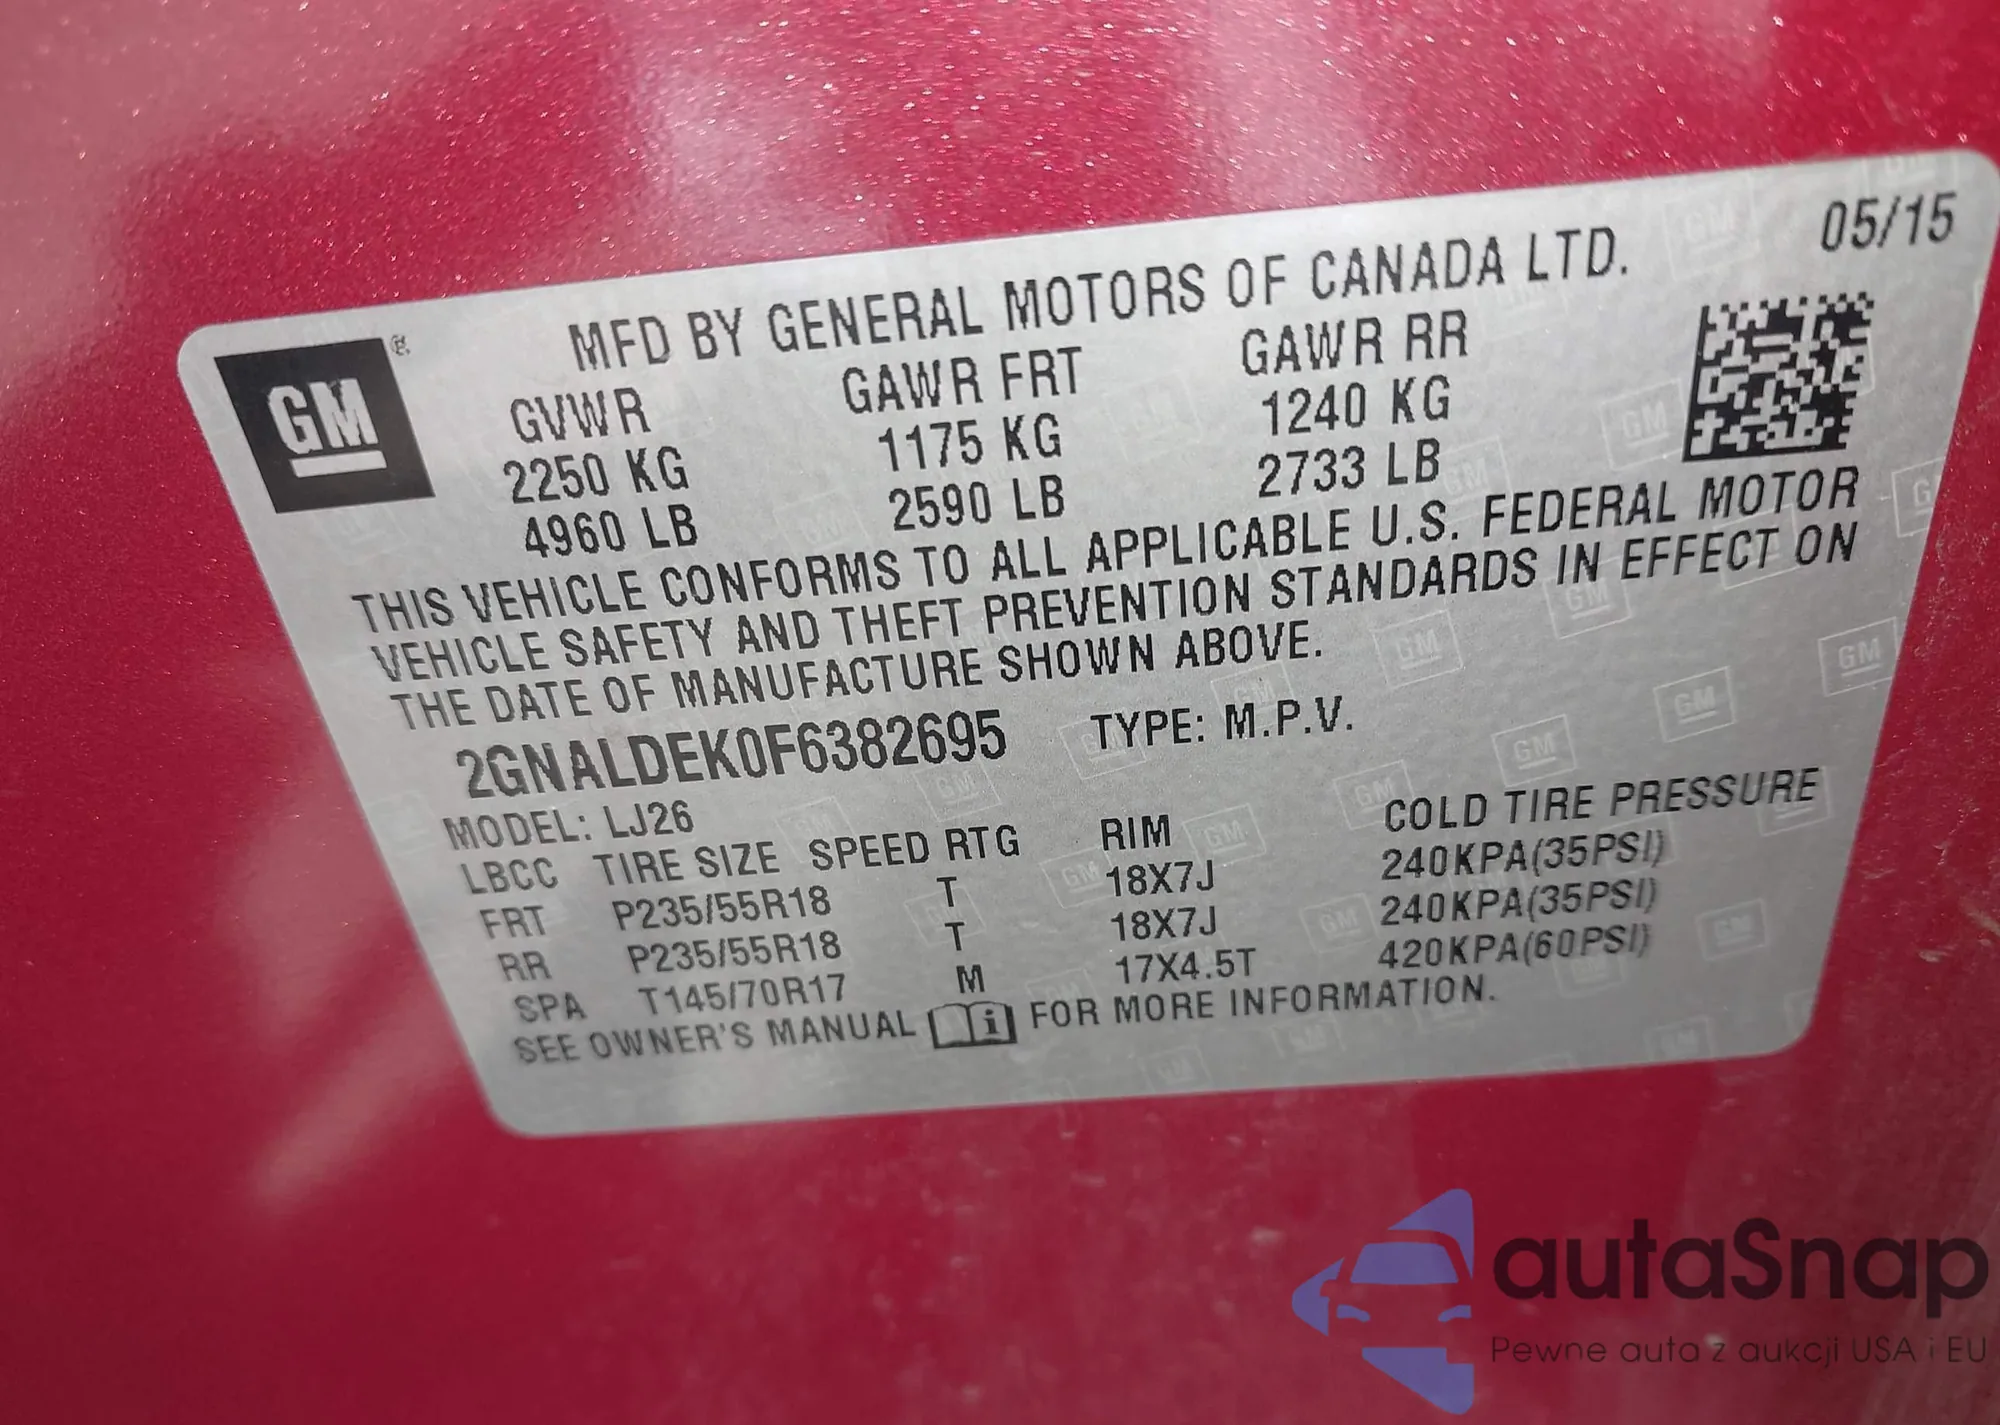 05/15
MFD BY GENERAL MOTORS OF CANADA LTD.
GM ®
GVWR GAWR FRT GAWR RR
2250 KG 1175 KG 1240 KG
4960 LB 2590 LB 2733 LB
THIS VEHICLE CONFORMS TO ALL APPLICABLE U.S. FEDERAL MOTOR
VEHICLE SAFETY AND THEFT PREVENTION STANDARDS IN EFFECT ON
THE DATE OF MANUFACTURE SHOWN ABOVE.
2GNALDEK0F6382695 TYPE: M.P.V.
MODEL: LJ26
LBCC TIRE SIZE SPEED RTG RIM COLD TIRE PRESSURE
FRT P235/55R18 T 18X7J 240KPA(35PSI)
RR P235/55R18 T 18X7J 240KPA(35PSI)
SPA T145/70R17 M 17X4.5T 420KPA(60PSI)
SEE OWNER'S MANUAL i FOR MORE INFORMATION.
autaSnap
Pewne auta z aukcji USA i EU